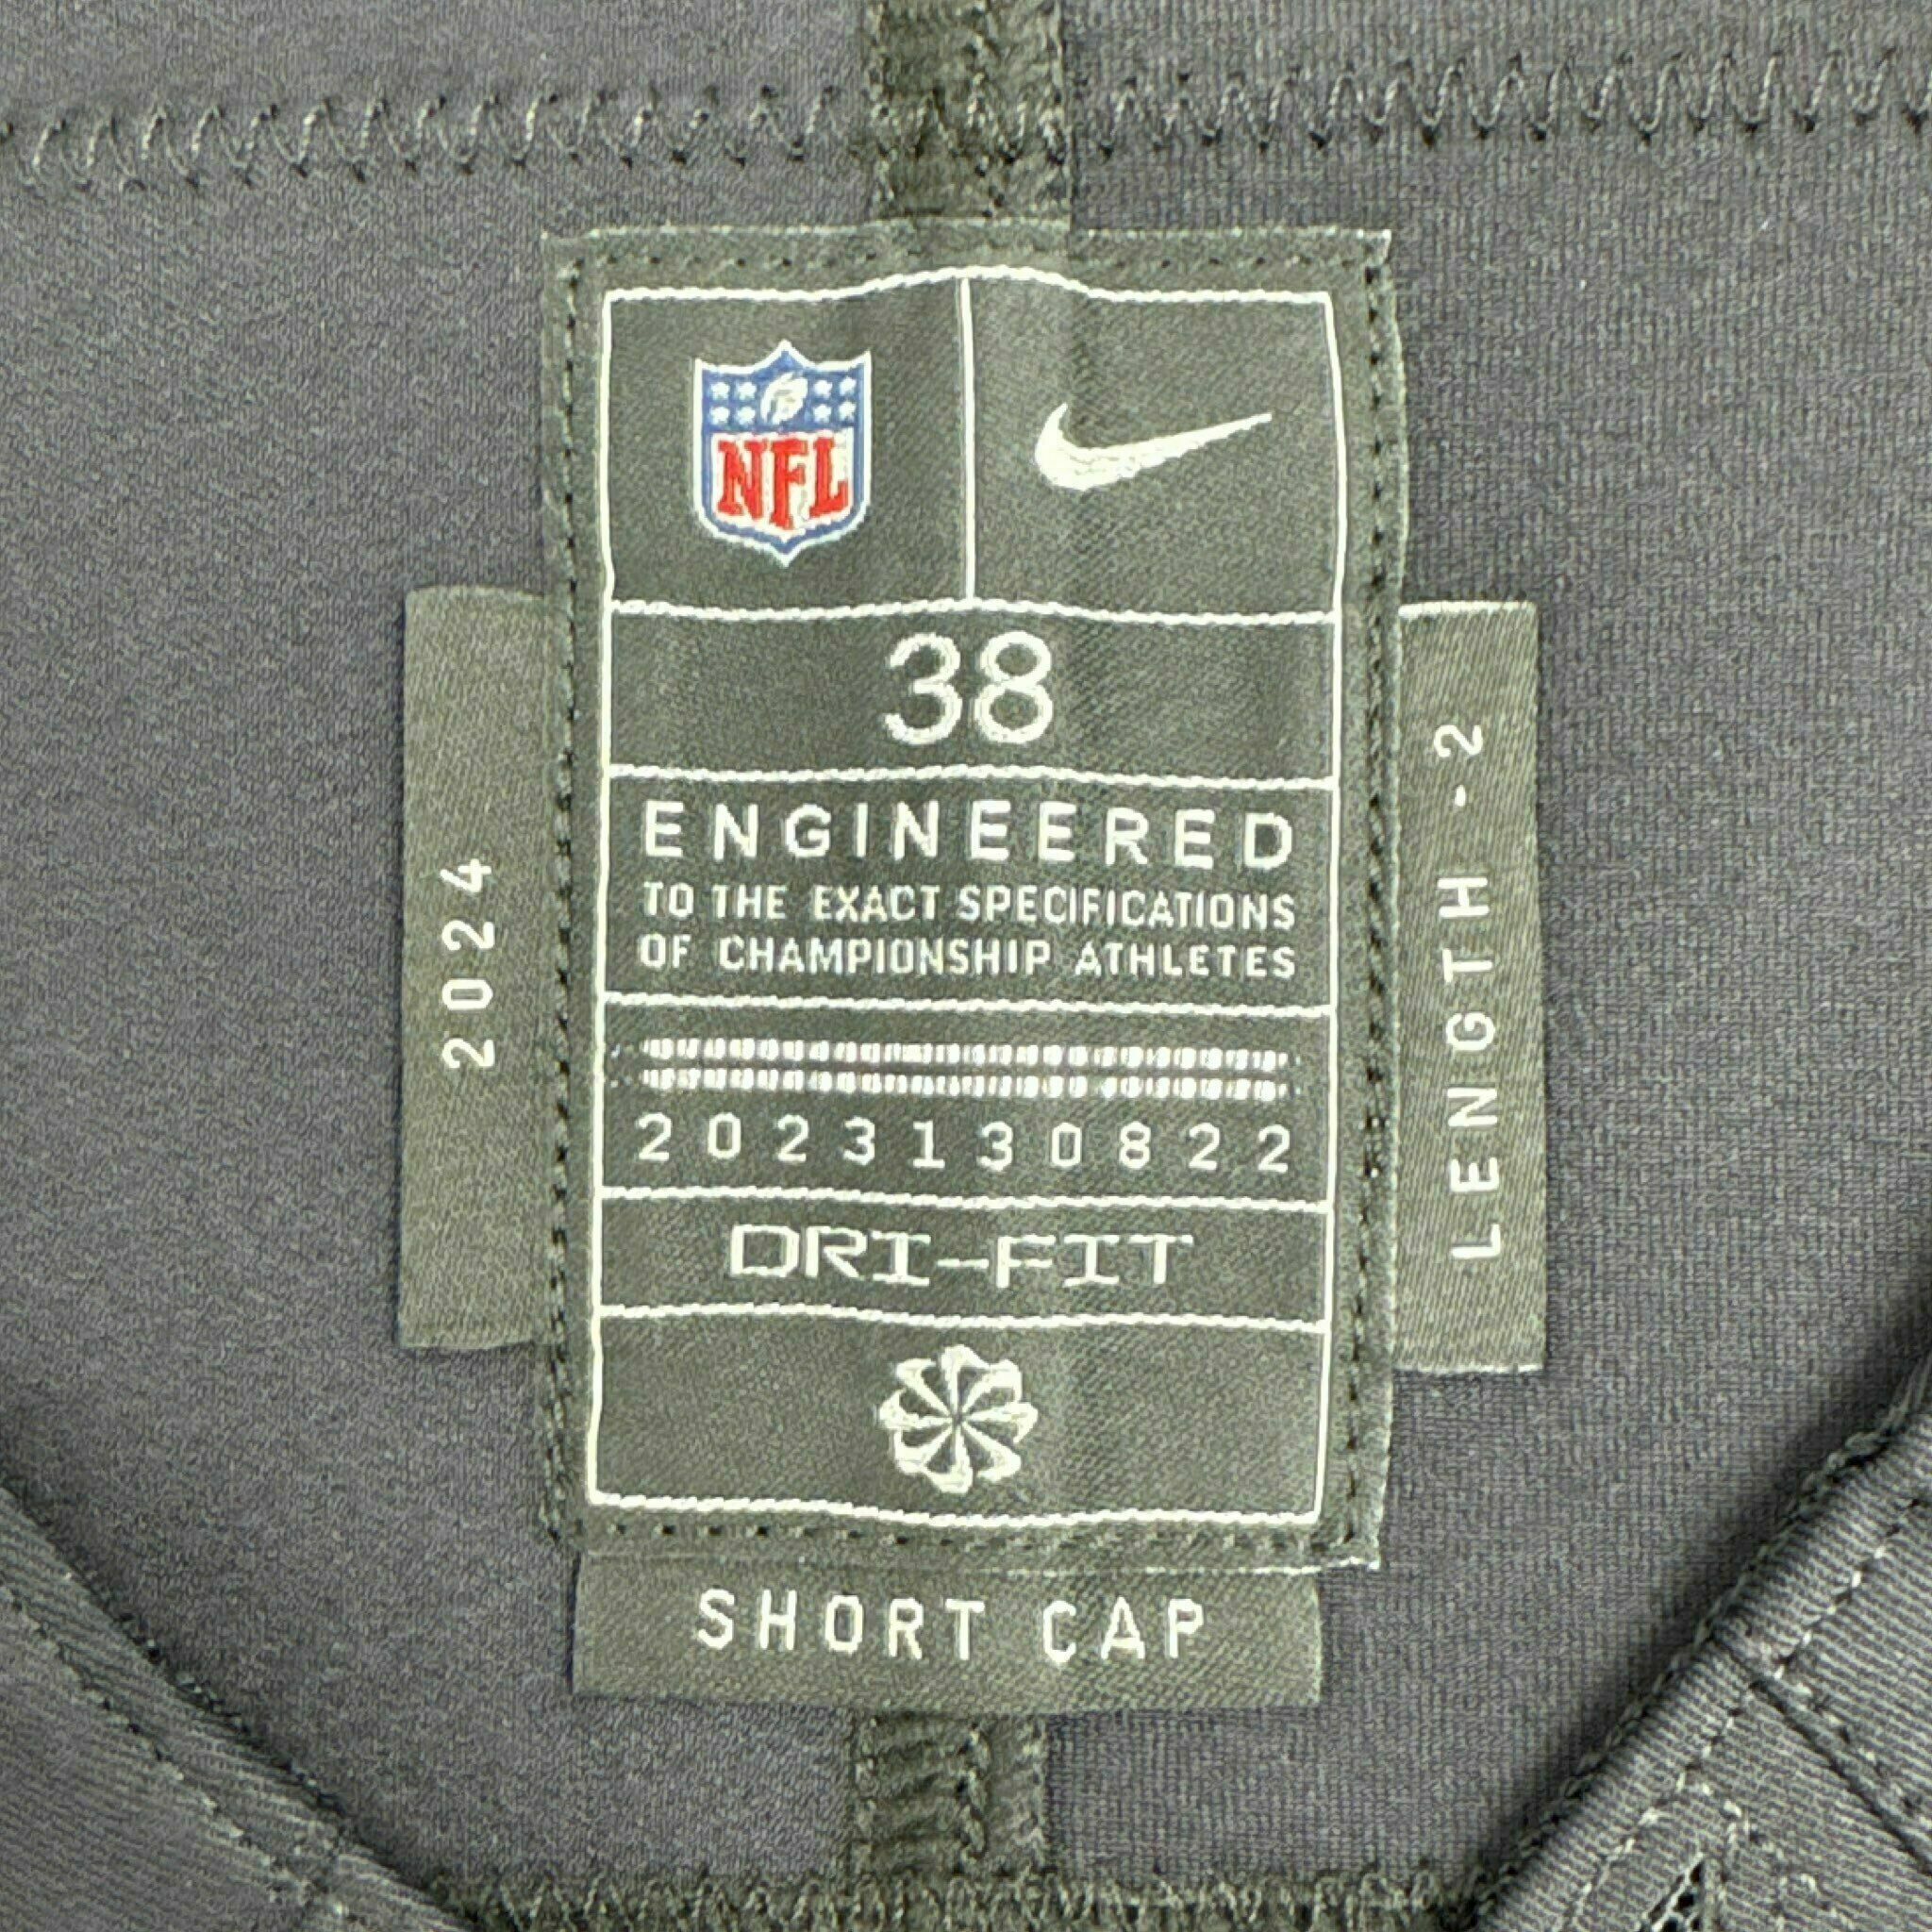 NFL
38
ENGINEERED
TO THE EXACT SPECIFICATIONS
OF CHAMPIONSHIP ATHLETES
2023130822
DRI-FIT
2024
LENGTH -2
SHORT CAP